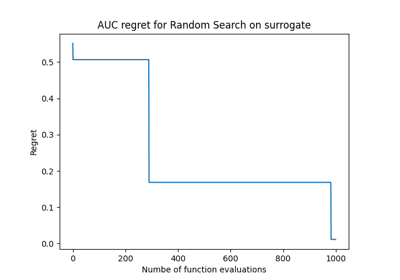 AUC regret for Random Search on surrogate
Regret
0.5
0.4
0.3
0.2
0.1
0.0
0 200 400 600 800 1000
Numbe of function evaluations